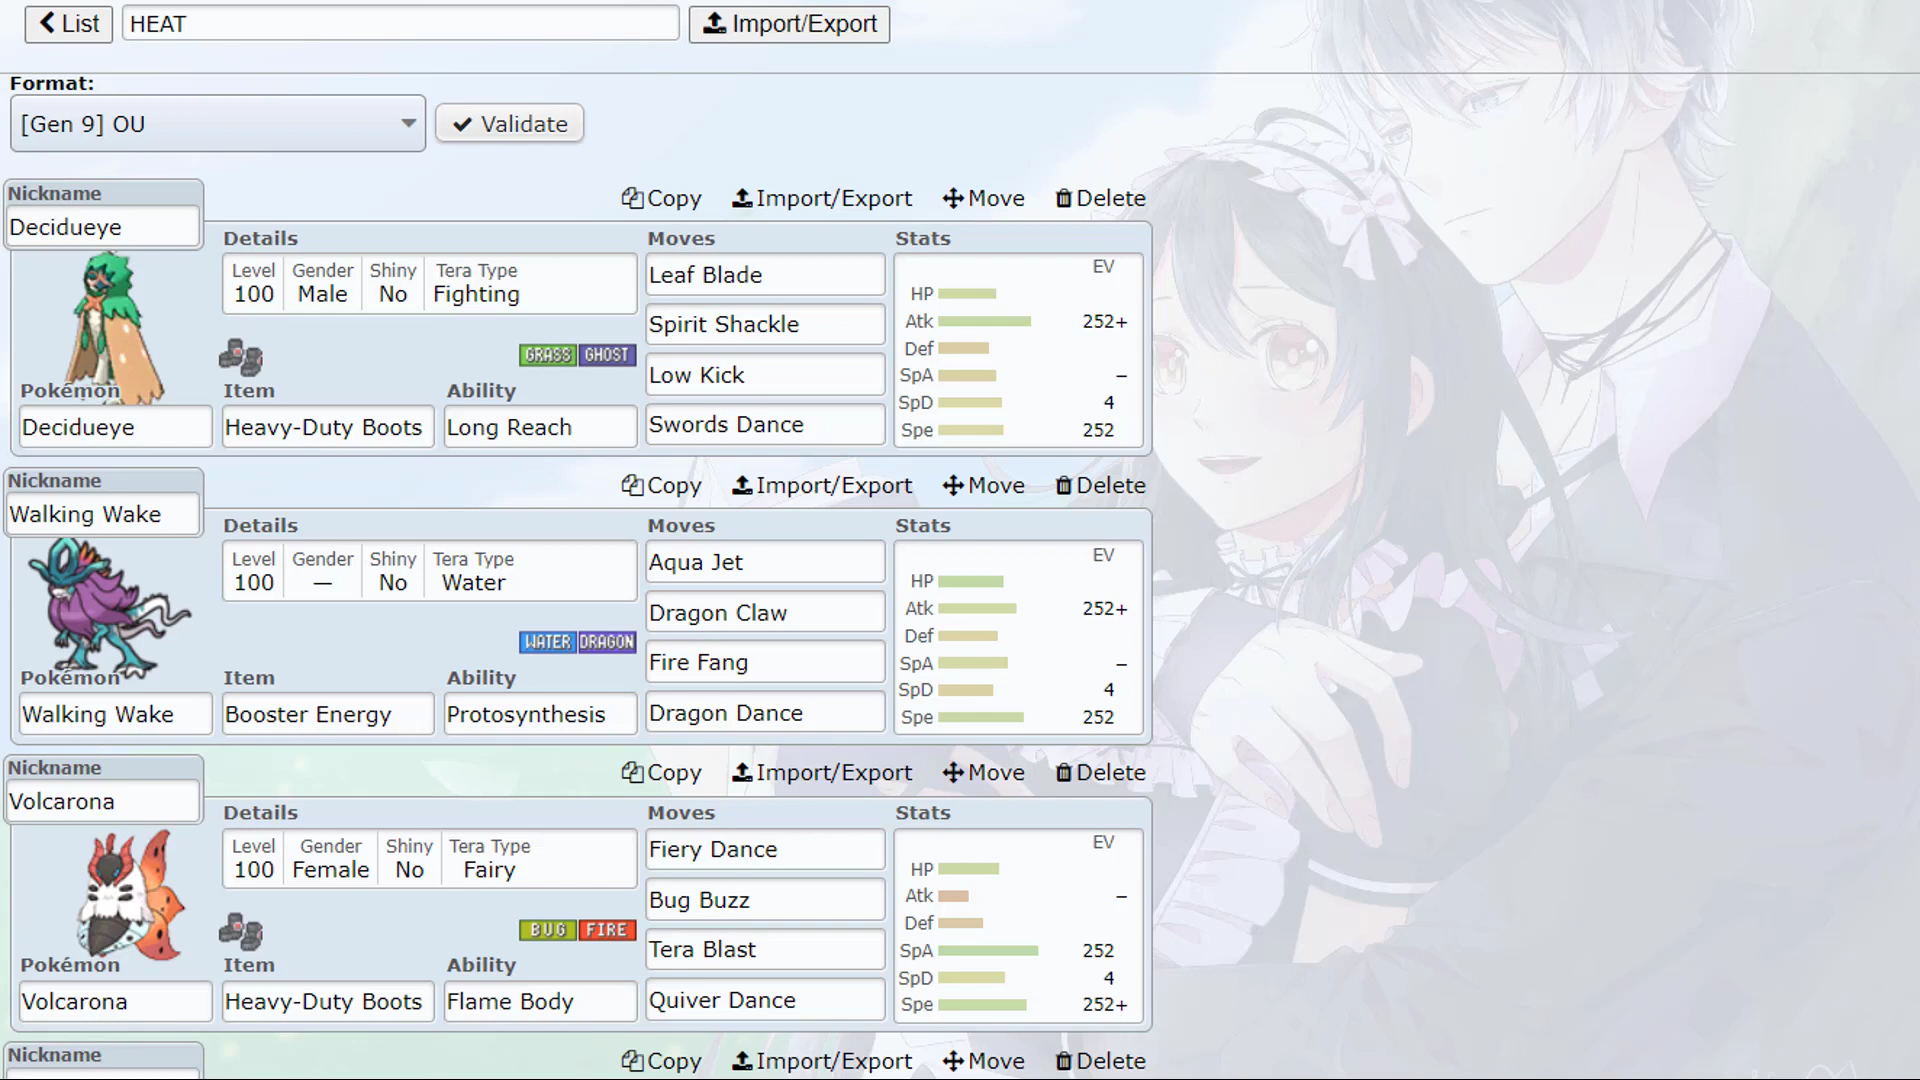 List
HEAT
Import/Export
Format:
[Gen 9] OU
Validate
Nickname
Decidueye
Copy Import/Export Move Delete
Details
Level Gender Shiny Tera Type
100 Male No Fighting
GRASS GHOST
Pokémon Item Ability
Decidueye Heavy-Duty Boots Long Reach
Moves
Leaf Blade
Spirit Shackle
Low Kick
Swords Dance
Stats
EV
HP
Atk 252+
Def
SpA –
SpD 4
Spe 252
Nickname
Walking Wake
Copy Import/Export Move Delete
Details
Level Gender Shiny Tera Type
100 — No Water
WATER DRAGON
Pokémon Item Ability
Walking Wake Booster Energy Protosynthesis
Moves
Aqua Jet
Dragon Claw
Fire Fang
Dragon Dance
Stats
EV
HP
Atk 252+
Def
SpA –
SpD 4
Spe 252
Nickname
Volcarona
Copy Import/Export Move Delete
Details
Level Gender Shiny Tera Type
100 Female No Fairy
BUG FIRE
Pokémon Item Ability
Volcarona Heavy-Duty Boots Flame Body
Moves
Fiery Dance
Bug Buzz
Tera Blast
Quiver Dance
Stats
EV
HP
Atk –
Def
SpA 252
SpD 4
Spe 252+
Nickname
Copy Import/Export Move Delete